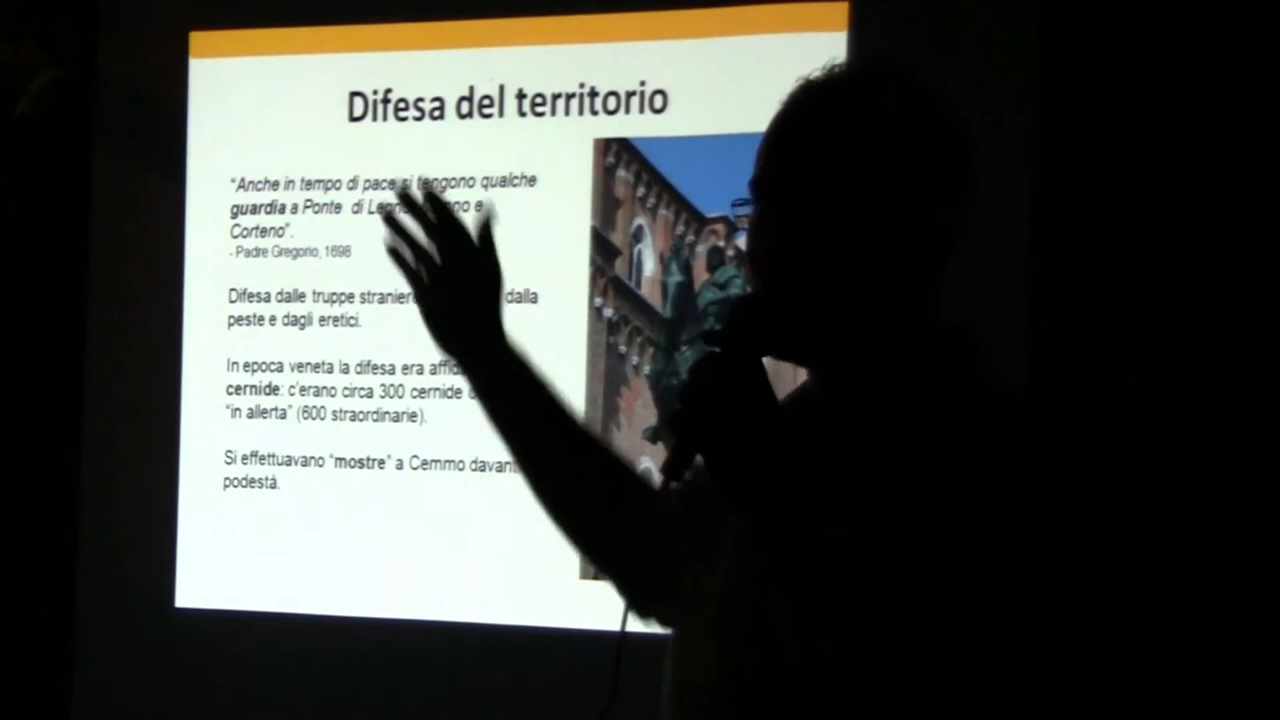 Difesa del territorio
“Anche in tempo di pace si tengono qualche
guardia a Ponte di e
Corteno”.
- Padre Gregorio, 1698
Difesa dalle truppe dalla
peste e dagli eretici.
In epoca veneta la difesa era
cernide: c'erano circa 300 cernide
“in allerta” (600 straordinarie).
Si effettuavano “mostre” a Cemmo
podestà.